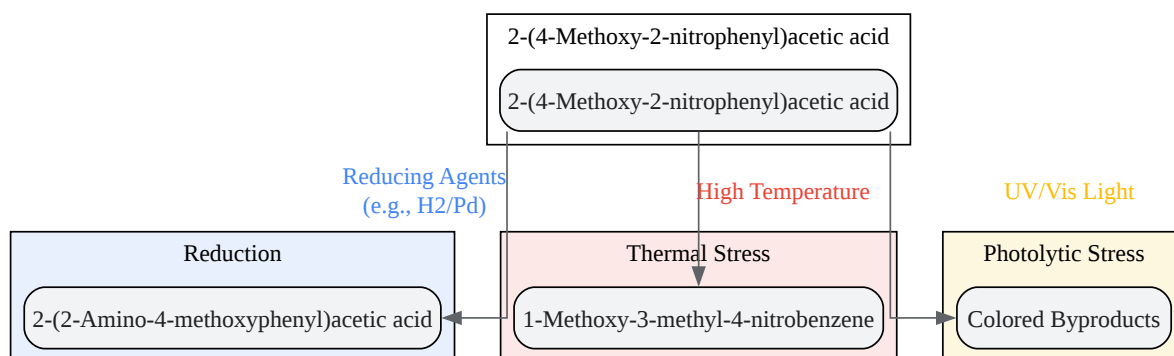 2-(4-Methoxy-2-nitrophenyl)acetic acid
2-(4-Methoxy-2-nitrophenyl)acetic acid
Reducing Agents
(e.g., H2/Pd)
High Temperature
UV/Vis Light
Reduction
Thermal Stress
Photolytic Stress
2-(2-Amino-4-methoxyphenyl)acetic acid
1-Methoxy-3-methyl-4-nitrobenzene
Colored Byproducts